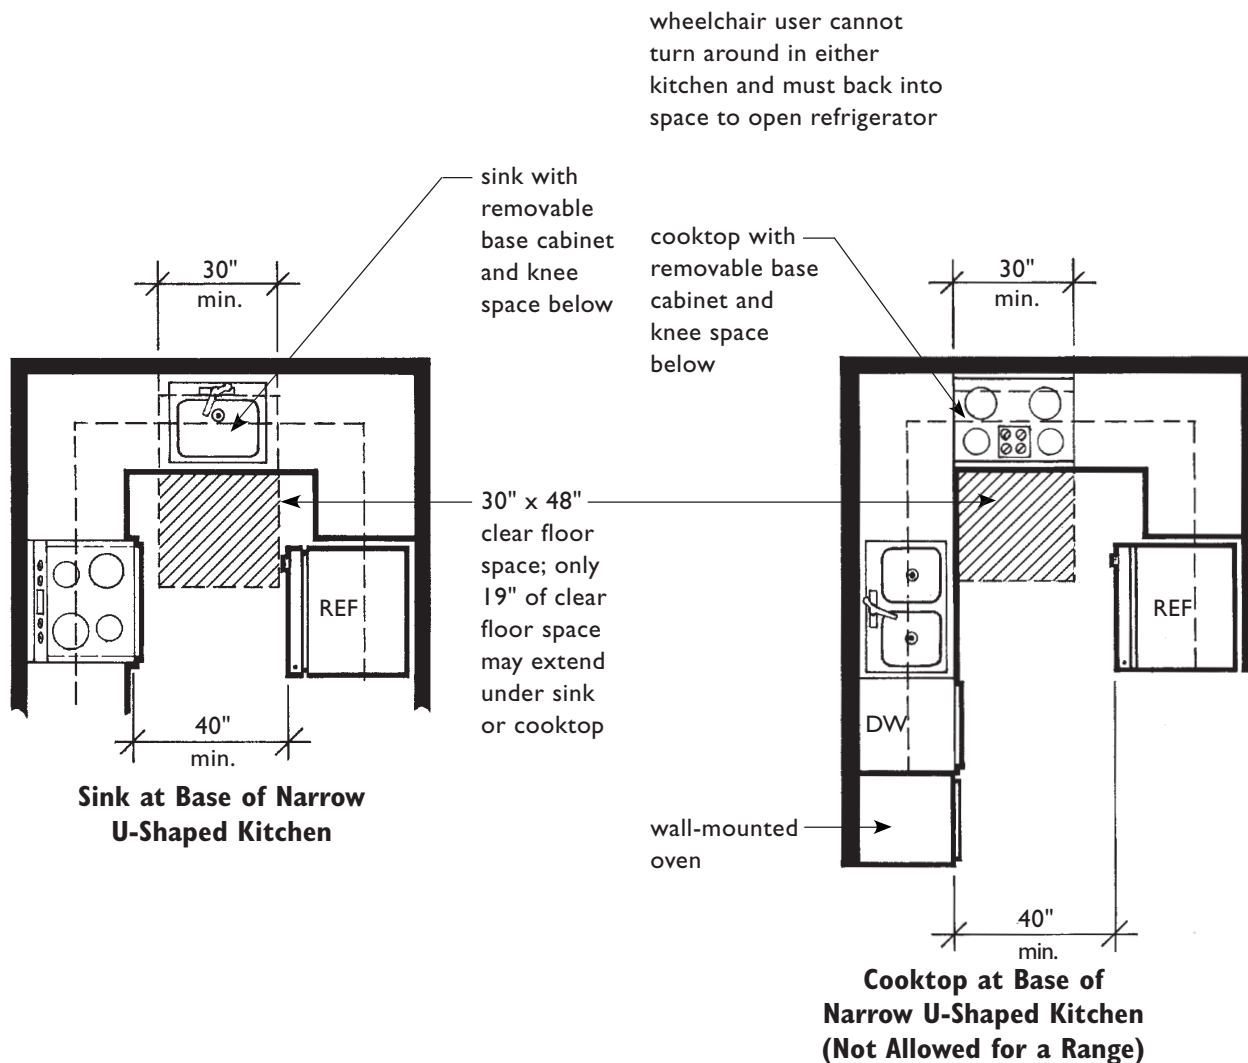 wheelchair user cannot
turn around in either
kitchen and must back into
space to open refrigerator
sink with
removable
base cabinet
and knee
space below
cooktop with
removable base
cabinet and
knee space
below
30"
min.
30"
min.
30" x 48"
clear floor
space; only
19" of clear
floor space
may extend
under sink
or cooktop
REF
REF
40"
min.
DW
Sink at Base of Narrow
U-Shaped Kitchen
wall-mounted
oven
40"
min.
Cooktop at Base of
Narrow U-Shaped Kitchen
(Not Allowed for a Range)